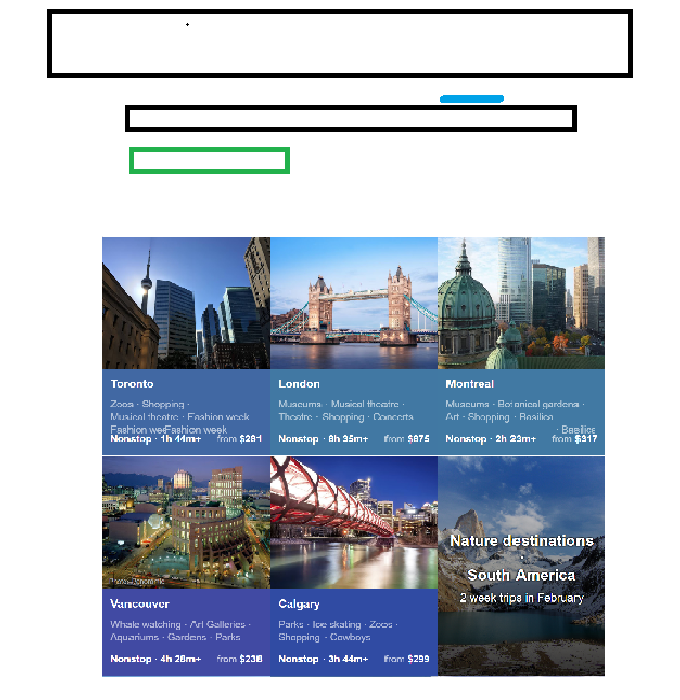 Toronto
Zoos · Shopping ·
Musical theatre · Fashion week
Fashion weeFashion week
Nonstop · 1h 44m+ from $261
London
Museums · Musical theatre ·
Theatre · Shopping · Concerts
Nonstop · 6h 35m+ from $675
Montreal
Museums · Botanical gardens ·
Art · Shopping · Basilica
· Basilica
Nonstop · 2h 23m+ from $317
Vancouver
Whale watching · Art Galleries ·
Aquariums · Gardens · Parks
Nonstop · 4h 28m+ from $238
Calgary
Parks · Ice skating · Zoos ·
Shopping · Cowboys
Nonstop · 3h 44m+ from $299
Nature destinations
·
South America
2 week trips in February